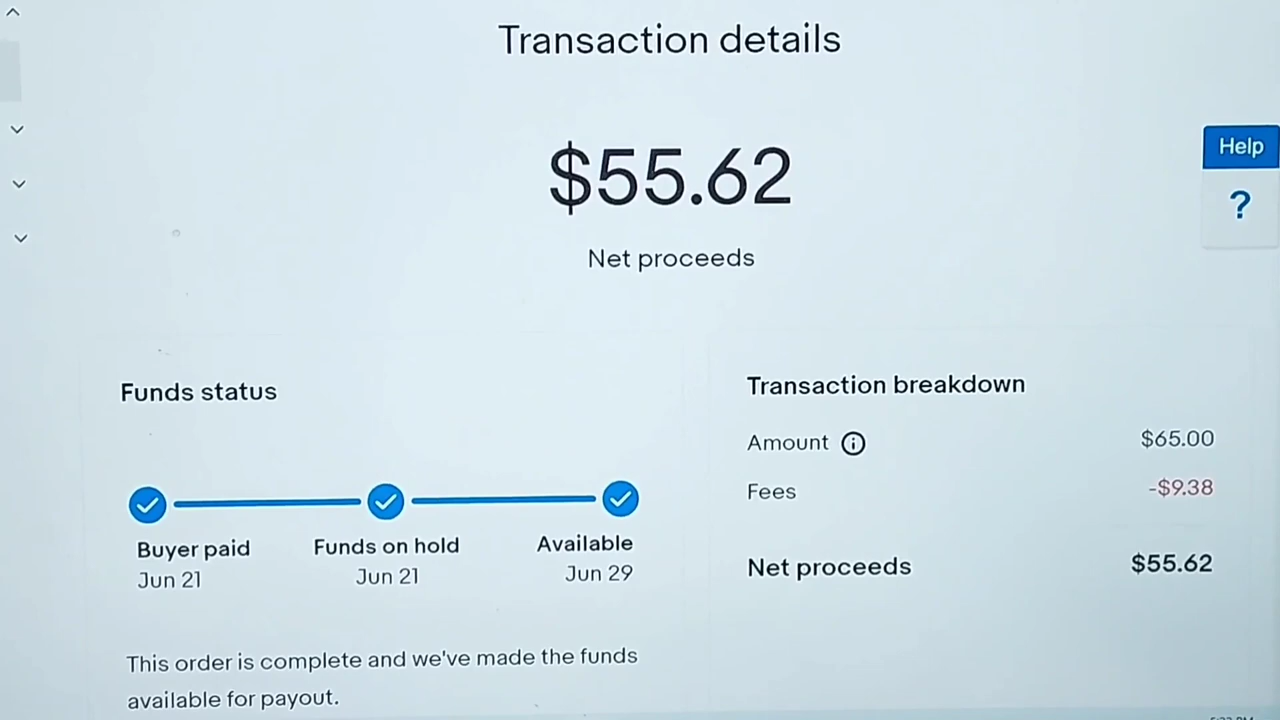 Transaction details
$55.62
Net proceeds
Help
?
Funds status
Buyer paid
Jun 21
Funds on hold
Jun 21
Available
Jun 29
This order is complete and we've made the funds
available for payout.
Transaction breakdown
Amount $65.00
Fees -$9.38
Net proceeds $55.62